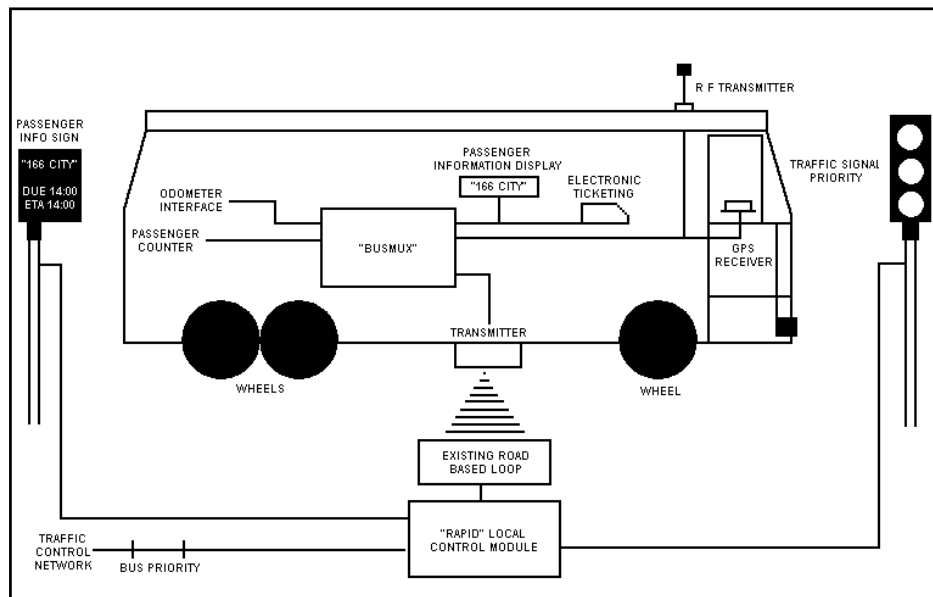 R F TRANSMITTER
PASSENGER
INFO SIGN
"166 CITY"
DUE 14:00
ETA 14:00
PASSENGER
INFORMATION DISPLAY
"166 CITY"
ELECTRONIC
TICKETING
TRAFFIC SIGNAL
PRIORITY
ODOMETER
INTERFACE
PASSENGER
COUNTER
"BUSMUX"
GPS
RECEIVER
TRANSMITTER
WHEELS
WHEEL
EXISTING ROAD
BASED LOOP
"RAPID" LOCAL
CONTROL MODULE
TRAFFIC
CONTROL
NETWORK
BUS PRIORITY